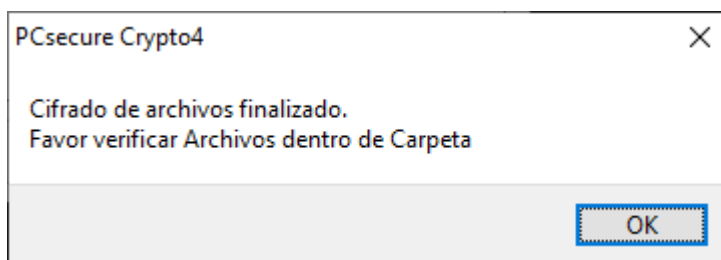 PCsecure Crypto4
Cifrado de archivos finalizado.
Favor verificar Archivos dentro de Carpeta
OK